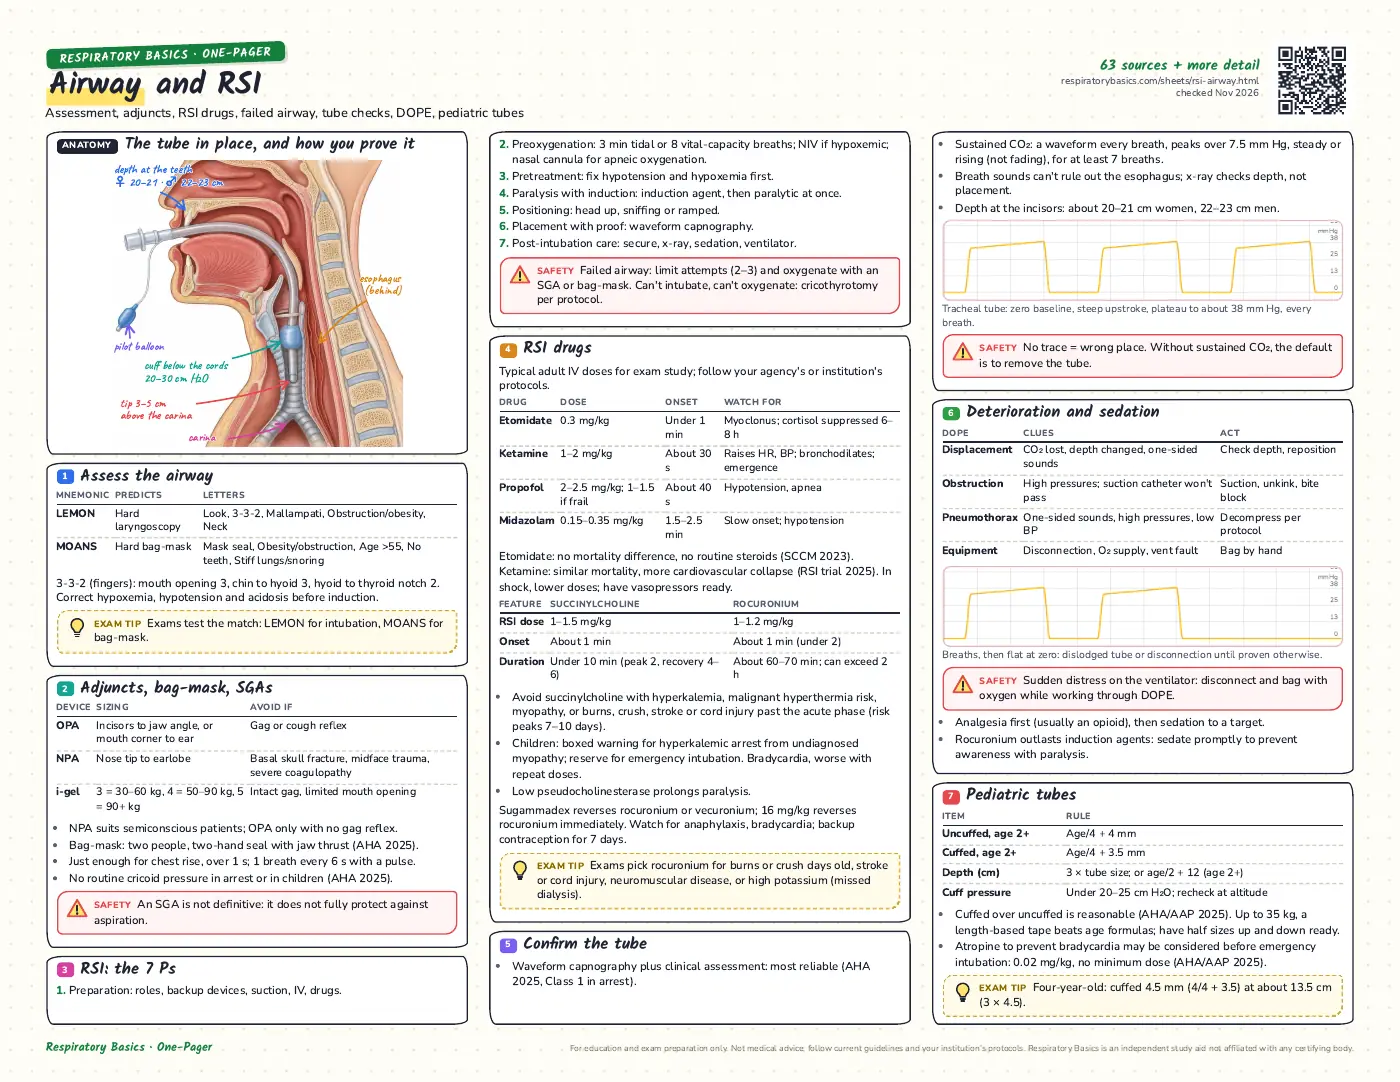 RESPIRATORY BASICS · ONE-PAGER
Airway and RSI
Assessment, adjuncts, RSI drugs, failed airway, tube checks, DOPE, pediatric tubes
63 sources + more detail
respiratorybasics.com/sheets/rsi-airway.html
checked Nov 2026
ANATOMY The tube in place, and how you prove it
depth at the teeth
♀ 20–21 · ♂ 22–23 cm
esophagus
(behind)
pilot balloon
cuff below the cords
20–30 cm H₂O
tip 3–5 cm
above the carina
carina
1 Assess the airway
MNEMONIC PREDICTS LETTERS
LEMON Hard laryngoscopy Look, 3-3-2, Mallampati, Obstruction/obesity, Neck
MOANS Hard bag-mask Mask seal, Obesity/obstruction, Age >55, No teeth, Stiff lungs/snoring
3-3-2 (fingers): mouth opening 3, chin to hyoid 3, hyoid to thyroid notch 2.
Correct hypoxemia, hypotension and acidosis before induction.
EXAM TIP Exams test the match: LEMON for intubation, MOANS for
bag-mask.
2 Adjuncts, bag-mask, SGAs
DEVICE SIZING AVOID IF
OPA Incisors to jaw angle, or mouth corner to ear Gag or cough reflex
NPA Nose tip to earlobe Basal skull fracture, midface trauma, severe coagulopathy
i-gel 3 = 30–60 kg, 4 = 50–90 kg, 5 = 90+ kg Intact gag, limited mouth opening
• NPA suits semiconscious patients; OPA only with no gag reflex.
• Bag-mask: two people, two-hand seal with jaw thrust (AHA 2025).
• Just enough for chest rise, over 1 s; 1 breath every 6 s with a pulse.
• No routine cricoid pressure in arrest or in children (AHA 2025).
SAFETY An SGA is not definitive: it does not fully protect against
aspiration.
3 RSI: the 7 Ps
1. Preparation: roles, backup devices, suction, IV, drugs.
2. Preoxygenation: 3 min tidal or 8 vital-capacity breaths; NIV if hypoxemic;
nasal cannula for apneic oxygenation.
3. Pretreatment: fix hypotension and hypoxemia first.
4. Paralysis with induction: induction agent, then paralytic at once.
5. Positioning: head up, sniffing or ramped.
6. Placement with proof: waveform capnography.
7. Post-intubation care: secure, x-ray, sedation, ventilator.
SAFETY Failed airway: limit attempts (2–3) and oxygenate with an
SGA or bag-mask. Can't intubate, can't oxygenate: cricothyrotomy
per protocol.
4 RSI drugs
Typical adult IV doses for exam study; follow your agency's or institution's
protocols.
DRUG DOSE ONSET WATCH FOR
Etomidate 0.3 mg/kg Under 1 min Myoclonus; cortisol suppressed 6–8 h
Ketamine 1–2 mg/kg About 30 s Raises HR, BP; bronchodilates; emergence
Propofol 2–2.5 mg/kg; 1–1.5 if frail About 40 s Hypotension, apnea
Midazolam 0.15–0.35 mg/kg 1.5–2.5 min Slow onset; hypotension
Etomidate: no mortality difference, no routine steroids (SCCM 2023).
Ketamine: similar mortality, more cardiovascular collapse (RSI trial 2025). In
shock, lower doses; have vasopressors ready.
FEATURE SUCCINYLCHOLINE ROCURONIUM
RSI dose 1–1.5 mg/kg 1–1.2 mg/kg
Onset About 1 min About 1 min (under 2)
Duration Under 10 min (peak 2, recovery 4–6) About 60–70 min; can exceed 2 h
• Avoid succinylcholine with hyperkalemia, malignant hyperthermia risk,
myopathy, or burns, crush, stroke or cord injury past the acute phase (risk
peaks 7–10 days).
• Children: boxed warning for hyperkalemic arrest from undiagnosed
myopathy; reserve for emergency intubation. Bradycardia, worse with
repeat doses.
• Low pseudocholinesterase prolongs paralysis.
Sugammadex reverses rocuronium or vecuronium; 16 mg/kg reverses
rocuronium immediately. Watch for anaphylaxis, bradycardia; backup
contraception for 7 days.
EXAM TIP Exams pick rocuronium for burns or crush days old, stroke
or cord injury, neuromuscular disease, or high potassium (missed
dialysis).
5 Confirm the tube
• Waveform capnography plus clinical assessment: most reliable (AHA
2025, Class 1 in arrest).
• Sustained CO₂: a waveform every breath, peaks over 7.5 mm Hg, steady or
rising (not fading), for at least 7 breaths.
• Breath sounds can't rule out the esophagus; x-ray checks depth, not
placement.
• Depth at the incisors: about 20–21 cm women, 22–23 cm men.
mmHg
38
25
13
0
Tracheal tube: zero baseline, steep upstroke, plateau to about 38 mm Hg, every
breath.
SAFETY No trace = wrong place. Without sustained CO₂, the default
is to remove the tube.
6 Deterioration and sedation
DOPE CLUES ACT
Displacement CO₂ lost, depth changed, one-sided sounds Check depth, reposition
Obstruction High pressures; suction catheter won't pass Suction, unkink, bite block
Pneumothorax One-sided sounds, high pressures, low BP Decompress per protocol
Equipment Disconnection, O₂ supply, vent fault Bag by hand
mmHg
38
25
13
0
Breaths, then flat at zero: dislodged tube or disconnection until proven otherwise.
SAFETY Sudden distress on the ventilator: disconnect and bag with
oxygen while working through DOPE.
• Analgesia first (usually an opioid), then sedation to a target.
• Rocuronium outlasts induction agents: sedate promptly to prevent
awareness with paralysis.
7 Pediatric tubes
ITEM RULE
Uncuffed, age 2+ Age/4 + 4 mm
Cuffed, age 2+ Age/4 + 3.5 mm
Depth (cm) 3 × tube size; or age/2 + 12 (age 2+)
Cuff pressure Under 20–25 cm H₂O; recheck at altitude
• Cuffed over uncuffed is reasonable (AHA/AAP 2025). Up to 35 kg, a
length-based tape beats age formulas; have half sizes up and down ready.
• Atropine to prevent bradycardia may be considered before emergency
intubation: 0.02 mg/kg, no minimum dose (AHA/AAP 2025).
EXAM TIP Four-year-old: cuffed 4.5 mm (4/4 + 3.5) at about 13.5 cm
(3 × 4.5).
Respiratory Basics · One-Pager
For education and exam preparation only. Not medical advice; follow current guidelines and your institution's protocols. Respiratory Basics is an independent study aid not affiliated with any certifying body.